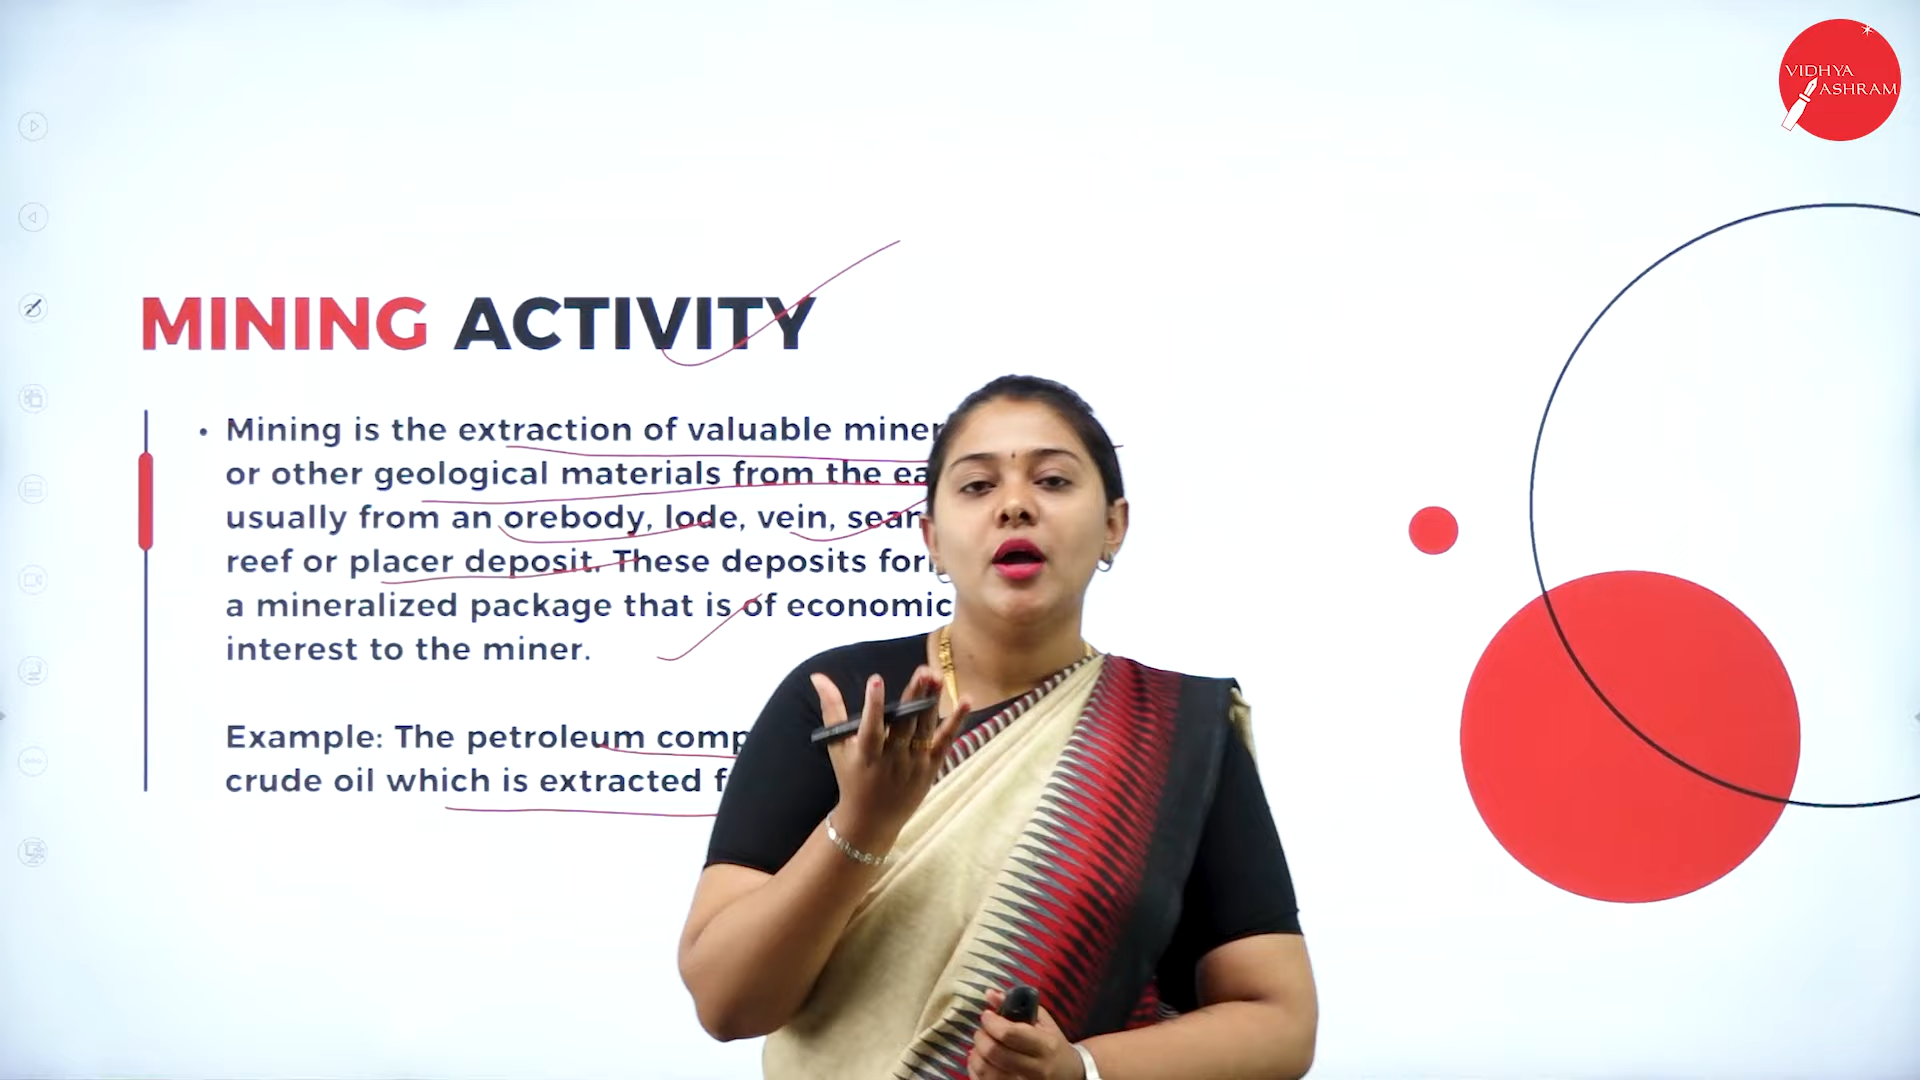 VIDHYA
ASHRAM
MINING ACTIVITY
• Mining is the extraction of valuable
or other geological materials from the
usually from an orebody, lode, vein,
reef or placer deposit. These deposits
a mineralized package that is of economic
interest to the miner.
Example: The petroleum
crude oil which is extracted